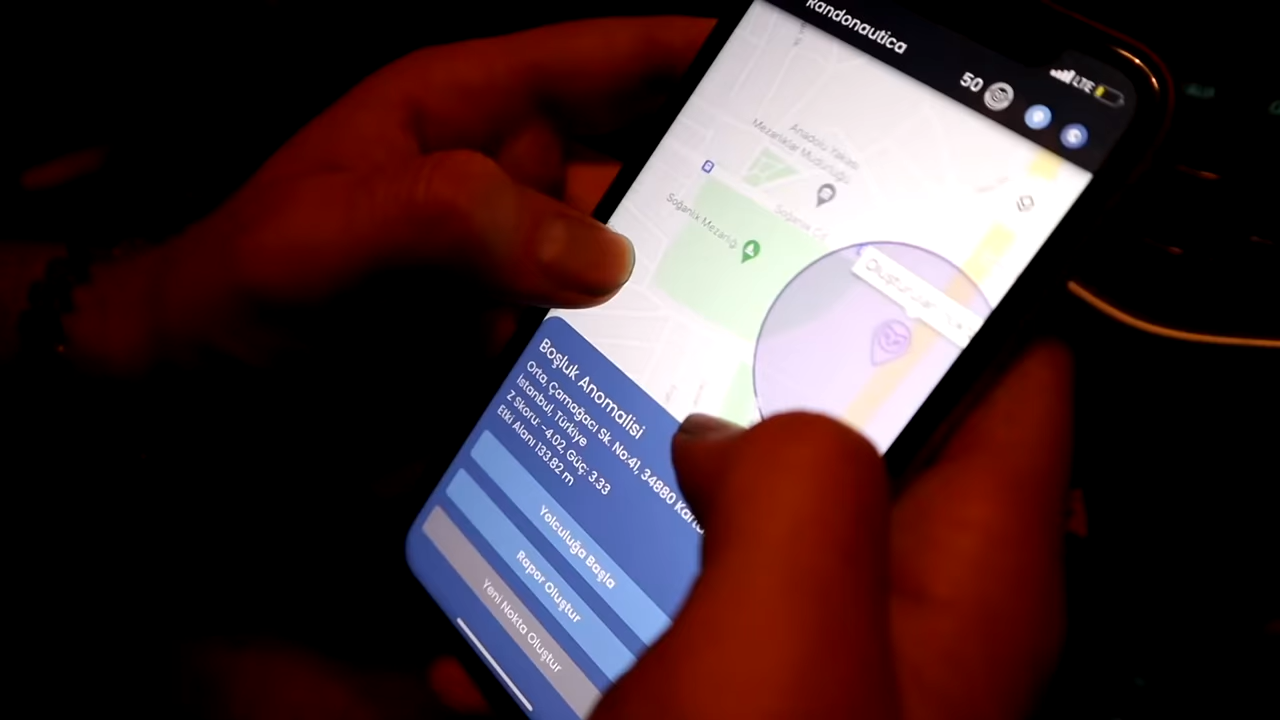 Randonautica
LTE
50
Anadolu Yakası
Mezarlıklar Müdürlüğü
Soğanlık Mezarlığı
Soğanlık
Boşluk Anomalisi
Orta, Çamağacı Sk. No:41, 34880 Kartal
İstanbul, Türkiye
Z Skoru: -4.02, Güç: 3.33
Etki Alanı 133.82 m
Yolculuğa Başla
Rapor Oluştur
Yeni Nokta Oluştur